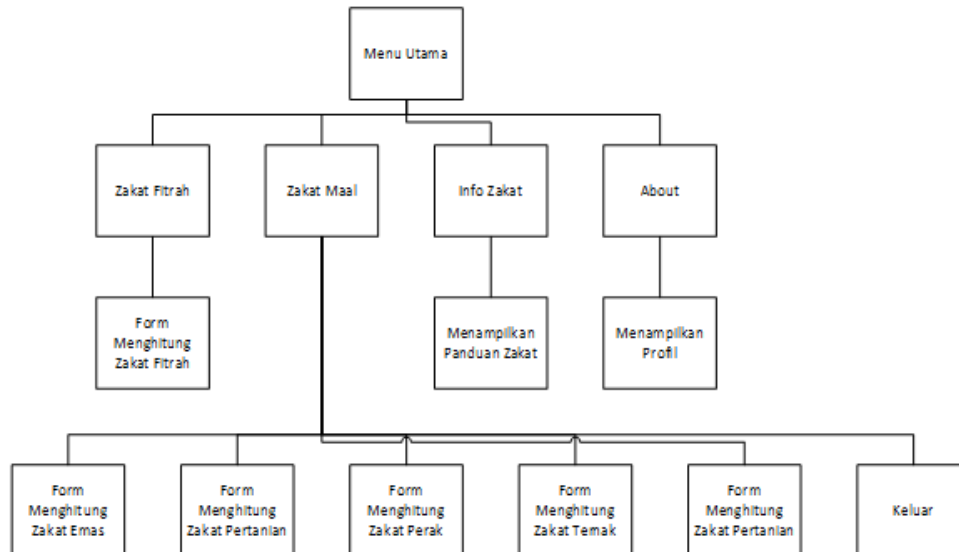 Menu Utama
Zakat Fitrah
Zakat Maal
Info Zakat
About
Form
Menghitung
Zakat Fitrah
Menampilkan
Panduan Zakat
Menampilkan
Profil
Form
Menghitung
Zakat Emas
Form
Menghitung
Zakat Pertanian
Form
Menghitung
Zakat Perak
Form
Menghitung
Zakat Ternak
Form
Menghitung
Zakat Pertanian
Keluar